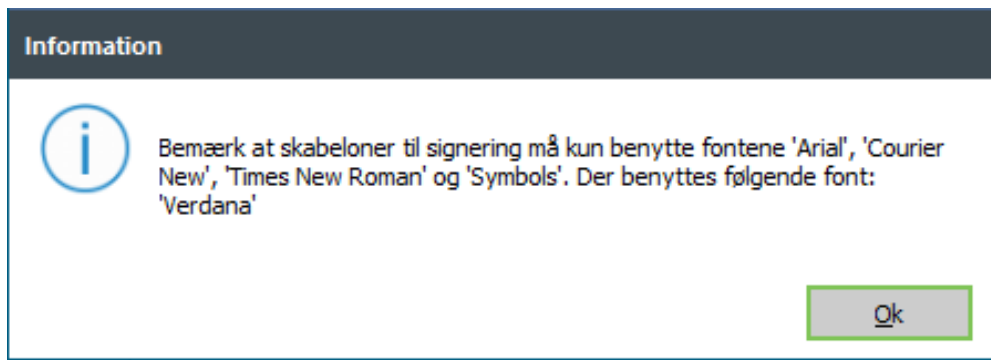 Information
Bemærk at skabeloner til signering må kun benytte fontene 'Arial', 'Courier
New', 'Times New Roman' og 'Symbols'. Der benyttes følgende font:
'Verdana'
Ok